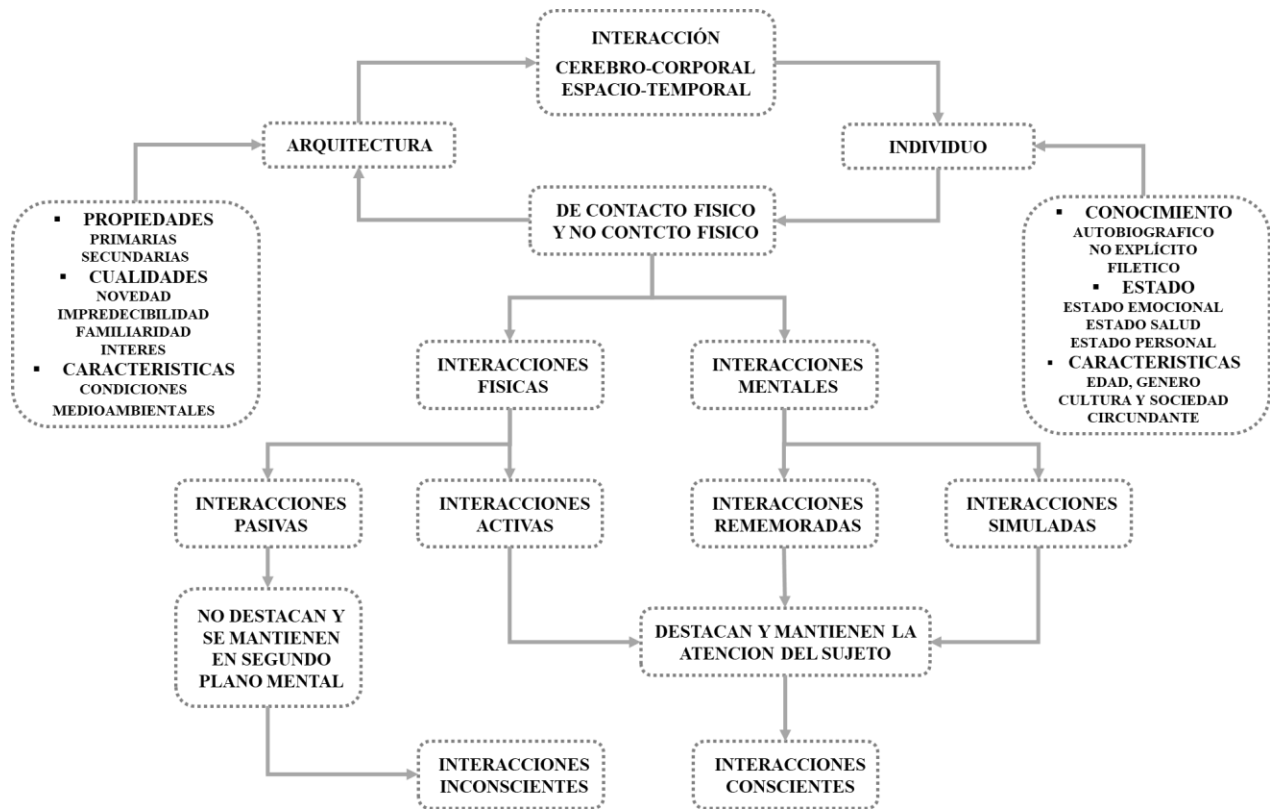 INTERACCIÓN
CEREBRO-CORPORAL
ESPACIO-TEMPORAL
ARQUITECTURA
INDIVIDUO
DE CONTACTO FISICO
Y NO CONTCTO FISICO
▪ PROPIEDADES
PRIMARIAS
SECUNDARIAS
▪ CUALIDADES
NOVEDAD
IMPREDECIBILIDAD
FAMILIARIDAD
INTERES
▪ CARACTERISTICAS
CONDICIONES
MEDIOAMBIENTALES
▪ CONOCIMIENTO
AUTOBIOGRAFICO
NO EXPLÍCITO
FILETICO
▪ ESTADO
ESTADO EMOCIONAL
ESTADO SALUD
ESTADO PERSONAL
▪ CARACTERISTICAS
EDAD, GENERO
CULTURA Y SOCIEDAD
CIRCUNDANTE
INTERACCIONES
FISICAS
INTERACCIONES
MENTALES
INTERACCIONES
PASIVAS
INTERACCIONES
ACTIVAS
INTERACCIONES
REMEMORADAS
INTERACCIONES
SIMULADAS
NO DESTACAN Y
SE MANTIENEN
EN SEGUNDO
PLANO MENTAL
DESTACAN Y MANTIENEN LA
ATENCION DEL SUJETO
INTERACCIONES
INCONSCIENTES
INTERACCIONES
CONSCIENTES